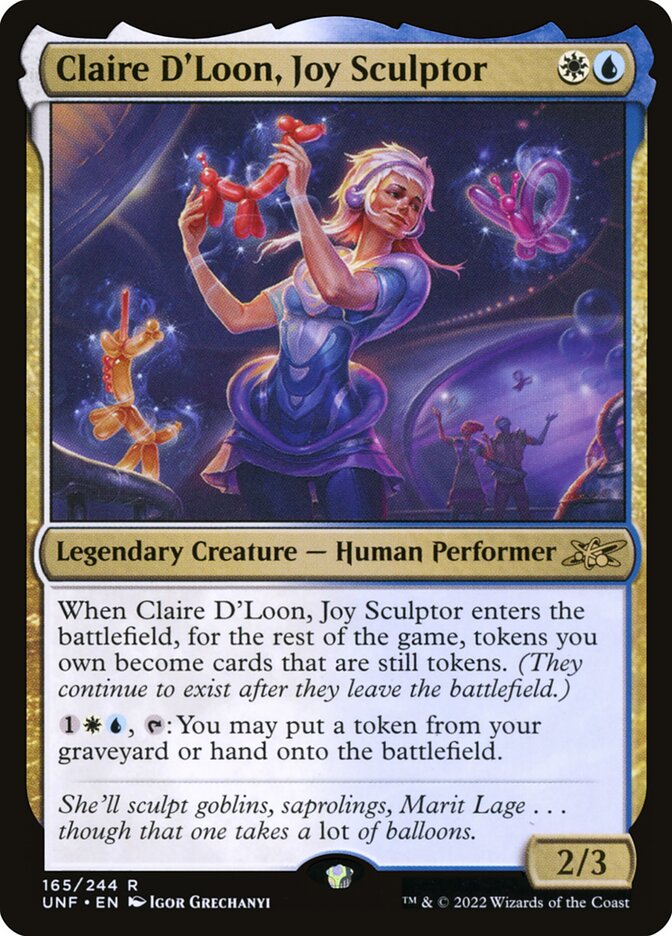 Claire D'Loon, Joy Sculptor
Legendary Creature — Human Performer
When Claire D'Loon, Joy Sculptor enters the
battlefield, for the rest of the game, tokens you
own become cards that are still tokens. (They
continue to exist after they leave the battlefield.)
1, : You may put a token from your
graveyard or hand onto the battlefield.
She'll sculpt goblins, saprolings, Marit Lage . . .
though that one takes a lot of balloons.
2/3
165/244 R
UNF • EN Igor Grechanyi
™ & © 2022 Wizards of the Coast